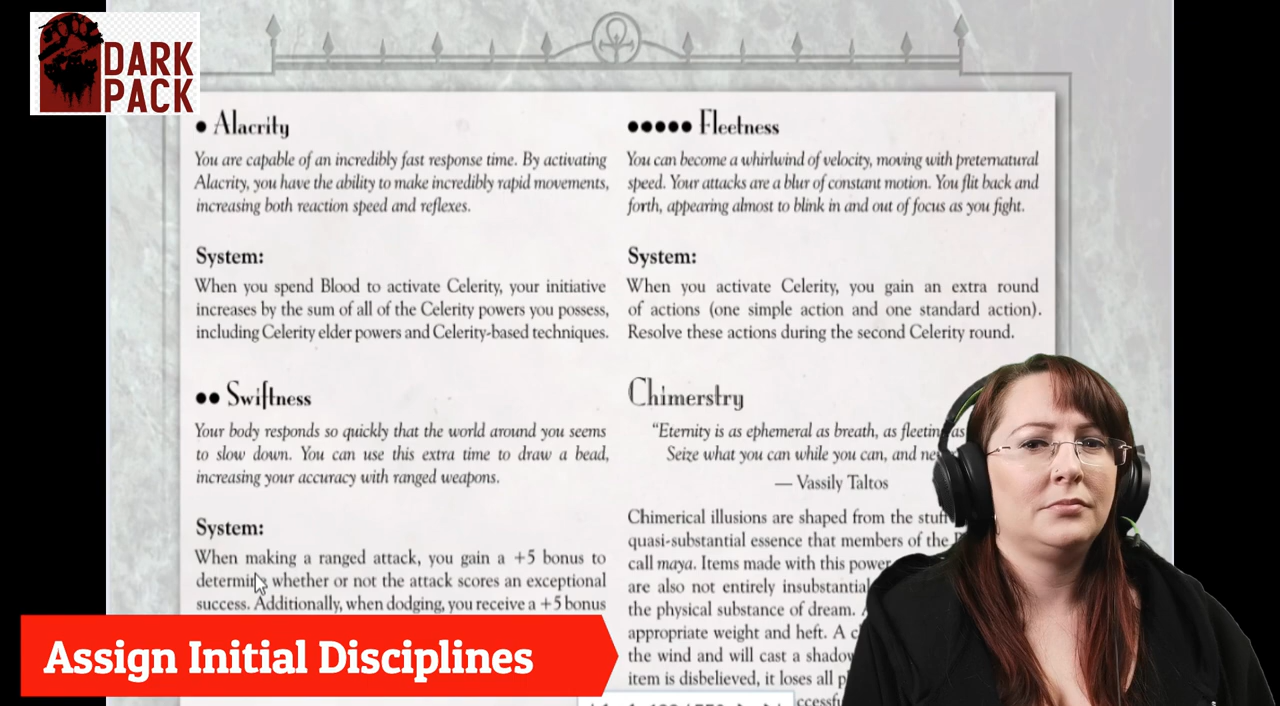 DARK
PACK
• Alacrity
You are capable of an incredibly fast response time. By activating
Alacrity, you have the ability to make incredibly rapid movements,
increasing both reaction speed and reflexes.
System:
When you spend Blood to activate Celerity, your initiative
increases by the sum of all of the Celerity powers you possess,
including Celerity elder powers and Celerity-based techniques.
•• Swiftness
Your body responds so quickly that the world around you seems
to slow down. You can use this extra time to draw a bead,
increasing your accuracy with ranged weapons.
System:
When making a ranged attack, you gain a +5 bonus to
determine whether or not the attack scores an exceptional
success. Additionally, when dodging, you receive a +5 bonus
••••• Fleetness
You can become a whirlwind of velocity, moving with preternatural
speed. Your attacks are a blur of constant motion. You flit back and
forth, appearing almost to blink in and out of focus as you fight.
System:
When you activate Celerity, you gain an extra round
of actions (one simple action and one standard action).
Resolve these actions during the second Celerity round.
Chimerstry
“Eternity is as ephemeral as breath, as fleeting as
Seize what you can while you can, and
— Vassily Taltos
Chimerical illusions are shaped from the stuff
quasi-substantial essence that members of the
call maya. Items made with this power
are also not entirely insubstantial
the physical substance of dream.
appropriate weight and heft. A
the wind and will cast a shadow
item is disbelieved, it loses all
Assign Initial Disciplines